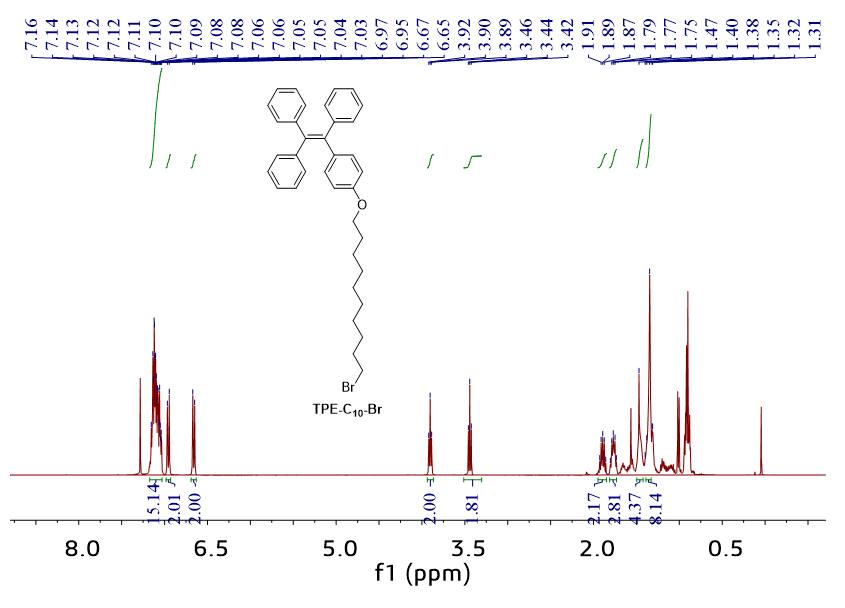 7.16 7.14 7.13 7.12 7.12 7.11 7.10 7.10 7.09 7.08 7.08 7.06 7.06 7.05 7.05 7.04 7.03 6.97 6.95 6.67 6.65 3.92 3.90 3.89 3.46 3.44 3.42 1.91 1.89 1.87 1.79 1.77 1.75 1.47 1.40 1.38 1.35 1.32 1.31
O
Br
TPE-C₁₀-Br
15.14 2.01 2.00 2.00 1.81 2.17 2.81 4.37 8.14
8.0 6.5 5.0 3.5 2.0 0.5
f1 (ppm)